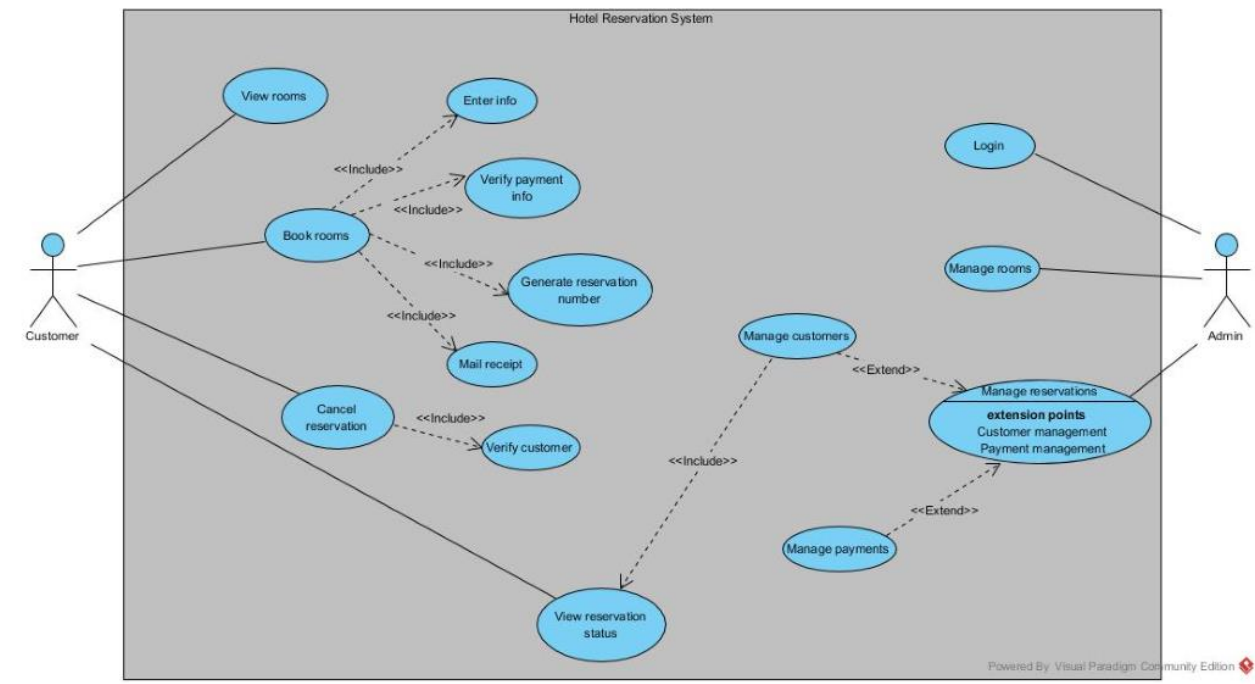 Hotel Reservation System
View rooms
Enter info
<<Include>>
Verify payment
info
<<Include>>
Book rooms
<<Include>>
Generate reservation
number
<<Include>>
Mail receipt
Customer
Cancel
reservation
<<Include>>
Verify customer
Login
Manage rooms
Admin
Manage customers
<<Extend>>
Manage reservations
extension points
Customer management
Payment management
<<Include>>
<<Extend>>
Manage payments
View reservation
status
Powered By Visual Paradigm Community Edition